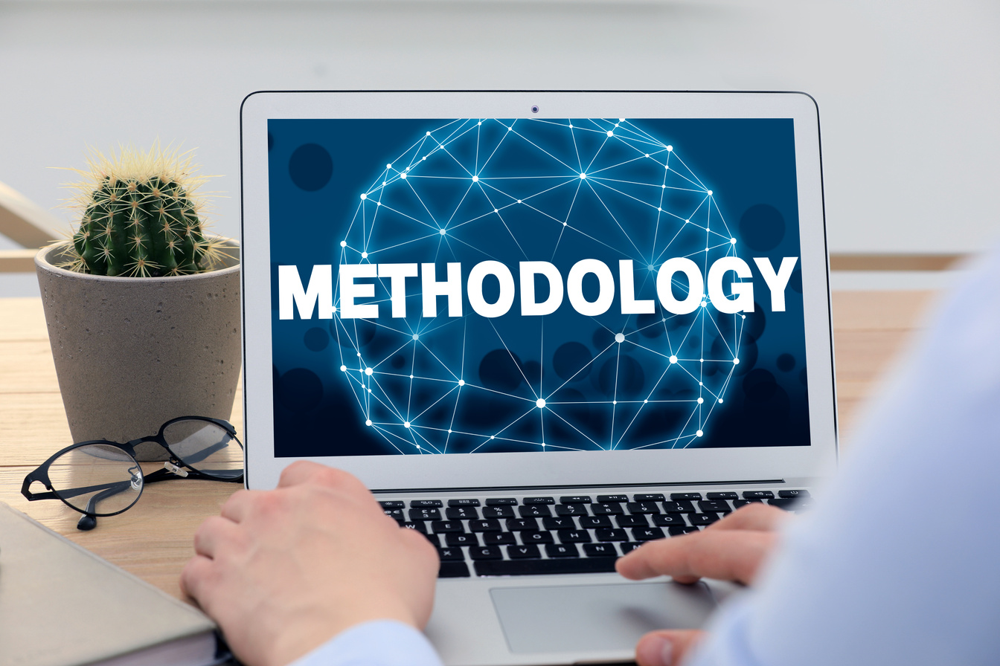 METHODOLOGY
W E R T Y U I O P
D F G H J K
X C V B N